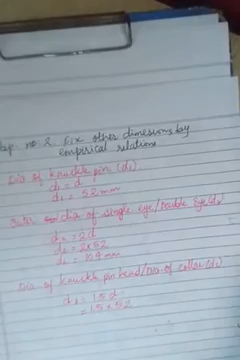 Step no 2 Fix other dimensions by
empirical relations
Dia of knuckle pin (d₁)
d₁ = d
d₁ = 52 mm
Outer dia of single eye/Double eye (d₂)
d₂ = 2d
d₂ = 2×52
d₂ = 104 mm
Dia of knuckle pin head/Dia of collar (d₃)
d₃ = 1.5 d
= 1.5 × 52